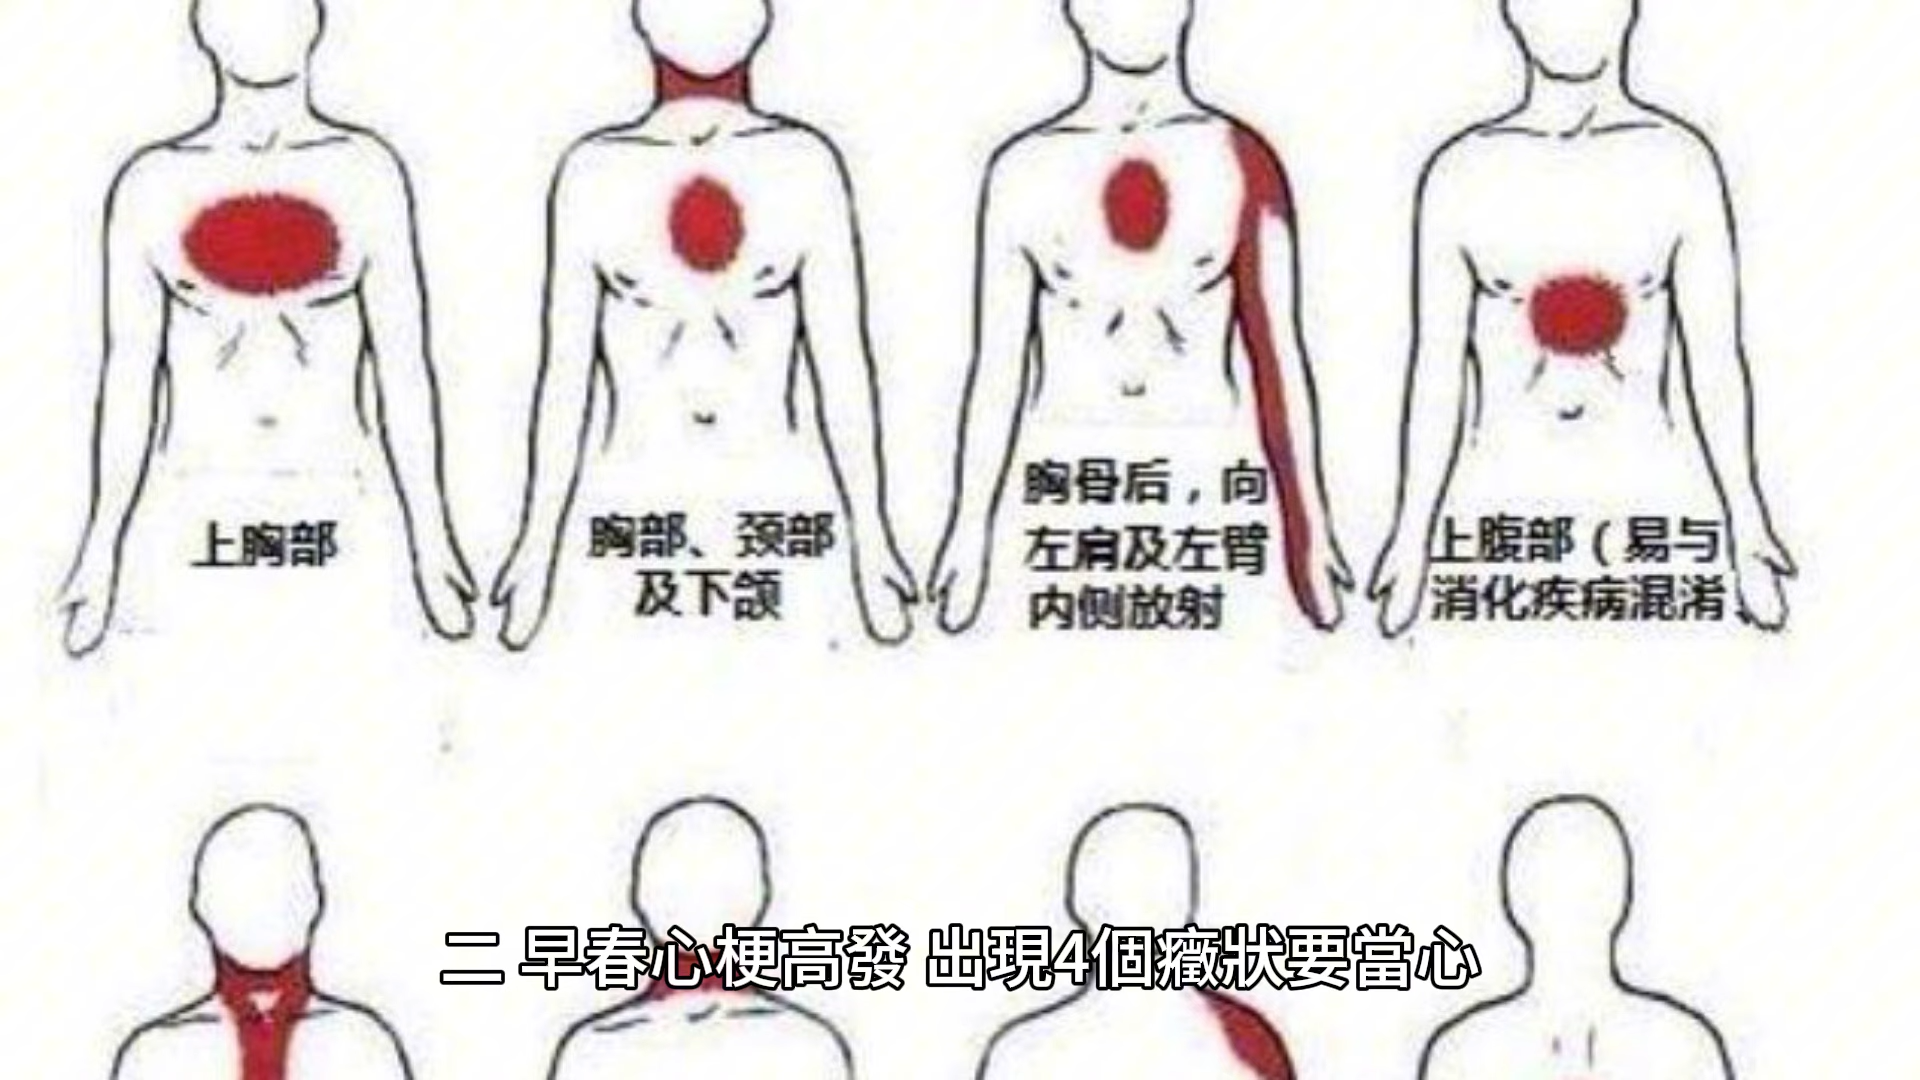 上胸部
胸部、颈部
及下颌
胸骨后，向
左肩及左臂
内侧放射
上腹部（易与
消化疾病混淆
二 早春心梗高發 出現4個癥狀要當心